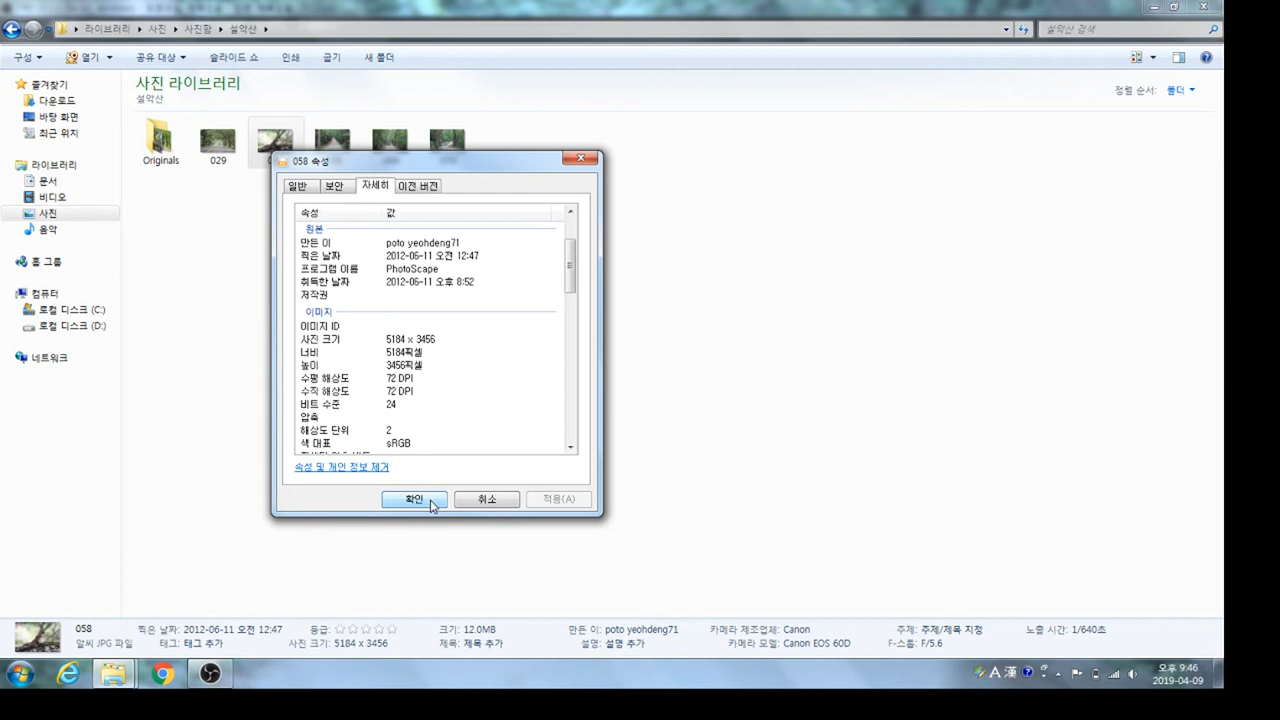 라이브러리 ▸ 사진 ▸ 사진함 ▸ 설악산 ▸
설악산 검색
구성 열기 공유 대상 슬라이드 쇼 인쇄 굽기 새 폴더
즐겨찾기
다운로드
바탕 화면
최근 위치
라이브러리
문서
비디오
사진
음악
홈 그룹
컴퓨터
로컬 디스크 (C:)
로컬 디스크 (D:)
네트워크
사진 라이브러리
설악산
정렬 순서: 폴더
Originals
029
058 속성
일반 보안 자세히 이전 버전
속성 값
원본
만든 이 poto yeohdeng71
찍은 날짜 2012-06-11 오전 12:47
프로그램 이름 PhotoScape
취득한 날짜 2012-06-11 오후 8:52
저작권
이미지
이미지 ID
사진 크기 5184 x 3456
너비 5184픽셀
높이 3456픽셀
수평 해상도 72 DPI
수직 해상도 72 DPI
비트 수준 24
압축
해상도 단위 2
색 대표 sRGB
속성 및 개인 정보 제거
확인 취소 적용(A)
058 찍은 날짜: 2012-06-11 오전 12:47 등급: 크기: 12.0MB 만든 이: poto yeohdeng71 카메라 제조업체: Canon 주제: 주제/제목 지정 노출 시간: 1/640초
알씨 JPG 파일 태그: 태그 추가 사진 크기: 5184 x 3456 제목: 제목 추가 설명: 설명 추가 카메라 모델: Canon EOS 60D F-스톱: F/5.6
A 漢
오후 9:46
2019-04-09